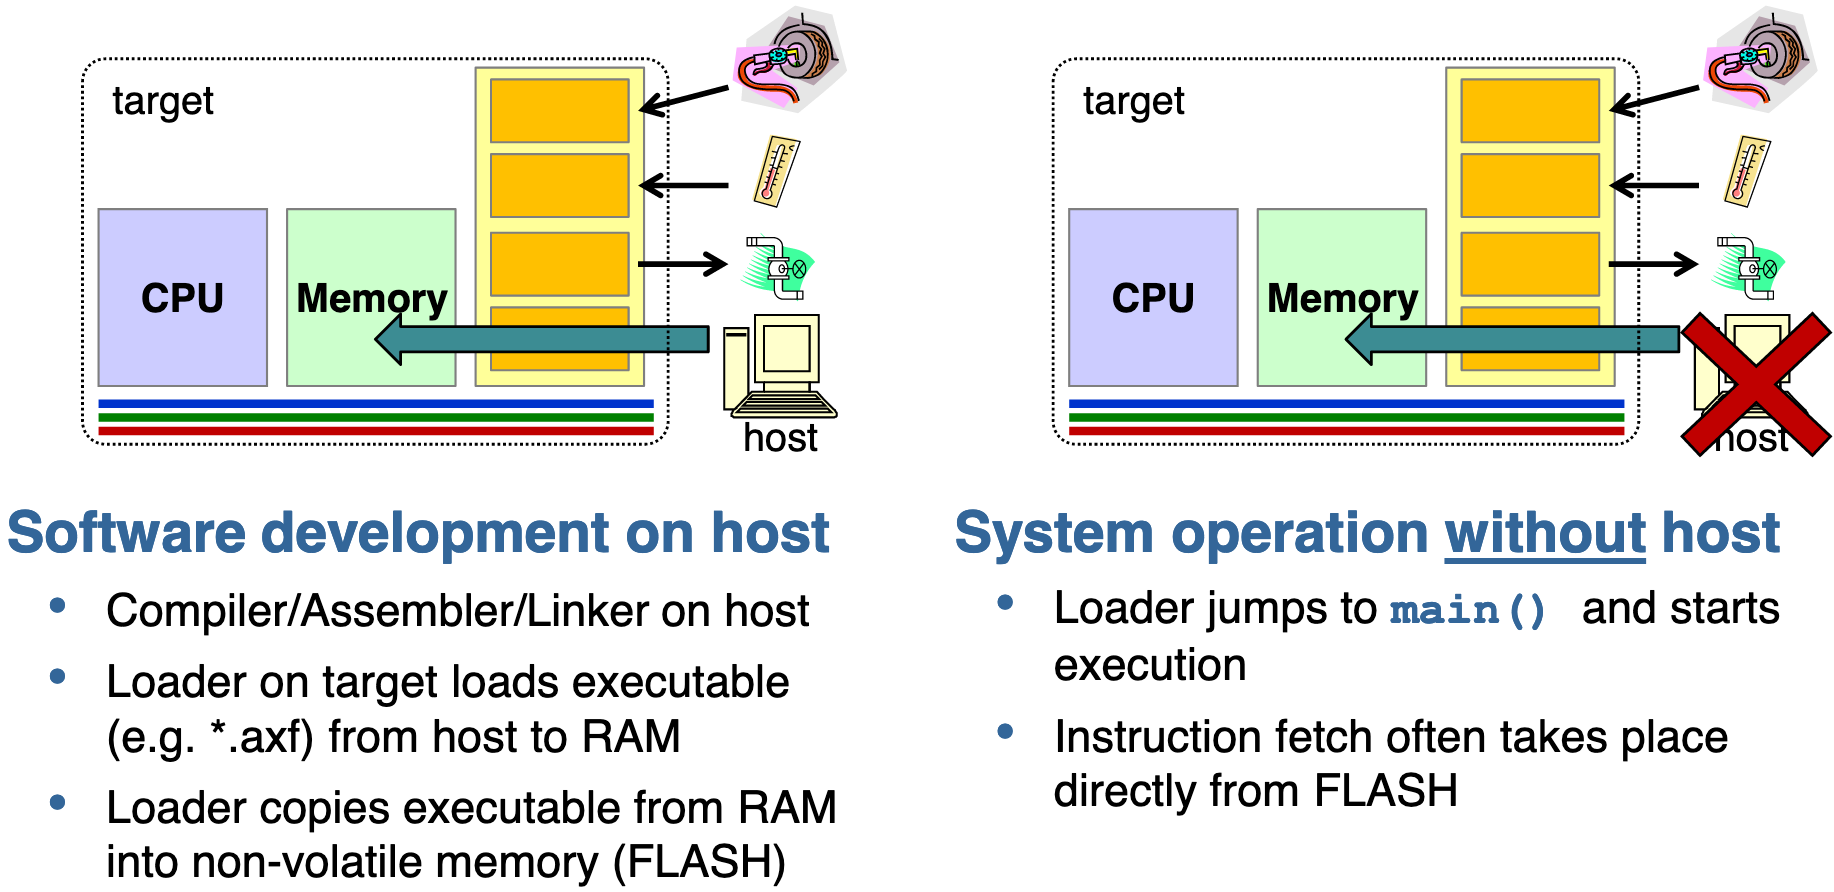 target
CPU
Memory
host
Software development on host
• Compiler/Assembler/Linker on host
• Loader on target loads executable
(e.g. *.axf) from host to RAM
• Loader copies executable from RAM
into non-volatile memory (FLASH)
target
CPU
Memory
host
System operation without host
• Loader jumps to main() and starts
execution
• Instruction fetch often takes place
directly from FLASH